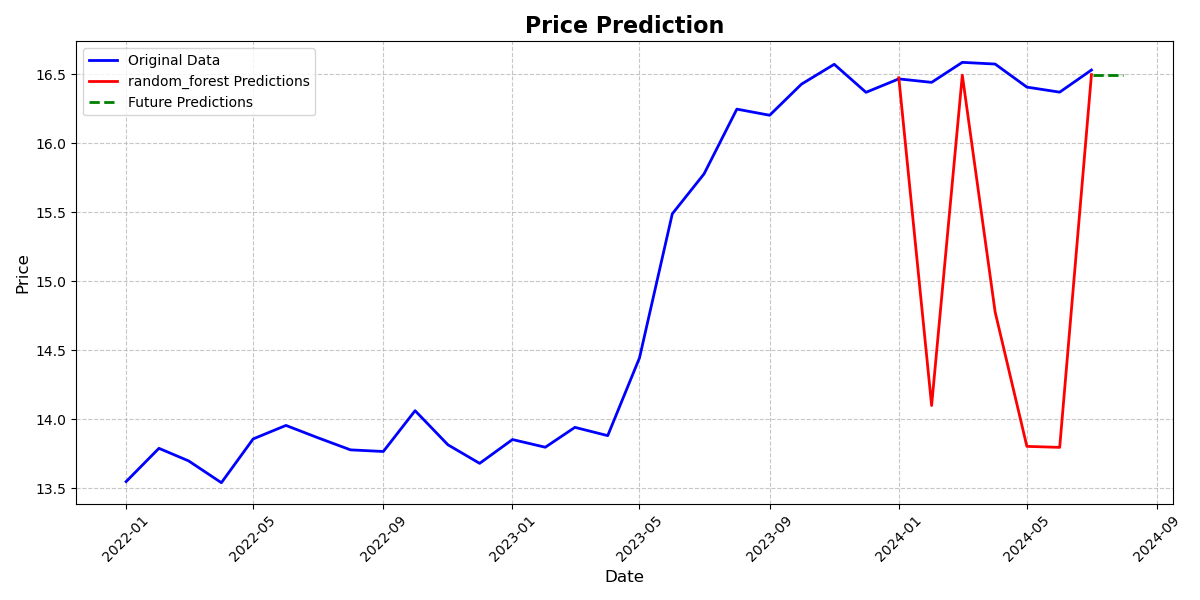 Price Prediction
Original Data
random_forest Predictions
Future Predictions
Price
16.5
16.0
15.5
15.0
14.5
14.0
13.5
2022-01
2022-05
2022-09
2023-01
2023-05
2023-09
2024-01
2024-05
2024-09
Date